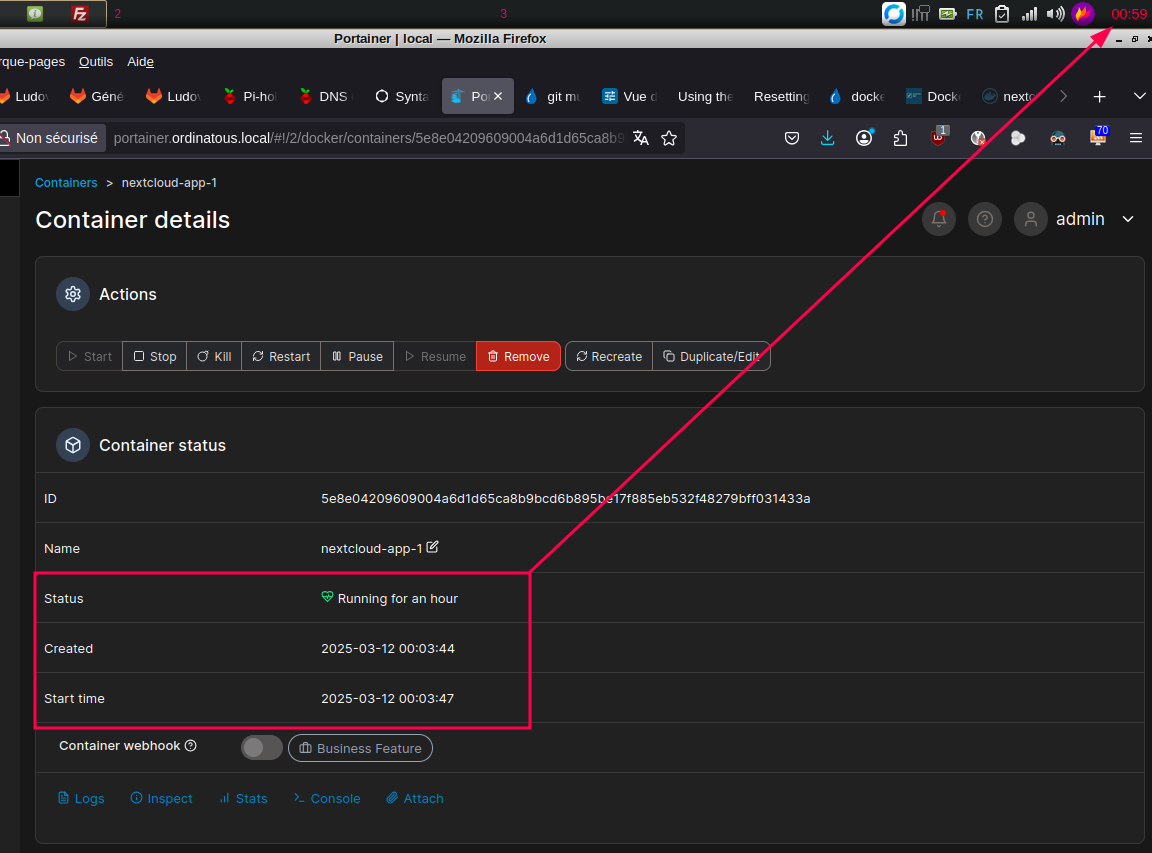 2 3 FR 00:59
Portainer | local — Mozilla Firefox
rque-pages Outils Aide
Ludo Géné Ludo Pi-hol DNS Synta Po git mu Vue d Using the Resetting docke Docke nextc
Non sécurisé portainer.ordinatous.local/#!/2/docker/containers/5e8e04209609004a6d1d65ca8b9 1 70
Containers > nextcloud-app-1
Container details
admin
Actions
Start Stop Kill Restart Pause Resume Remove Recreate Duplicate/Edit
Container status
ID 5e8e04209609004a6d1d65ca8b9bcd6b895be17f885eb532f48279bff031433a
Name nextcloud-app-1
Status Running for an hour
Created 2025-03-12 00:03:44
Start time 2025-03-12 00:03:47
Container webhook Business Feature
Logs Inspect Stats Console Attach